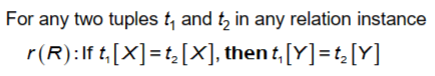 For any two tuples t₁ and t₂ in any relation instance
r(R): If t₁[X]=t₂[X], then t₁[Y]=t₂[Y]